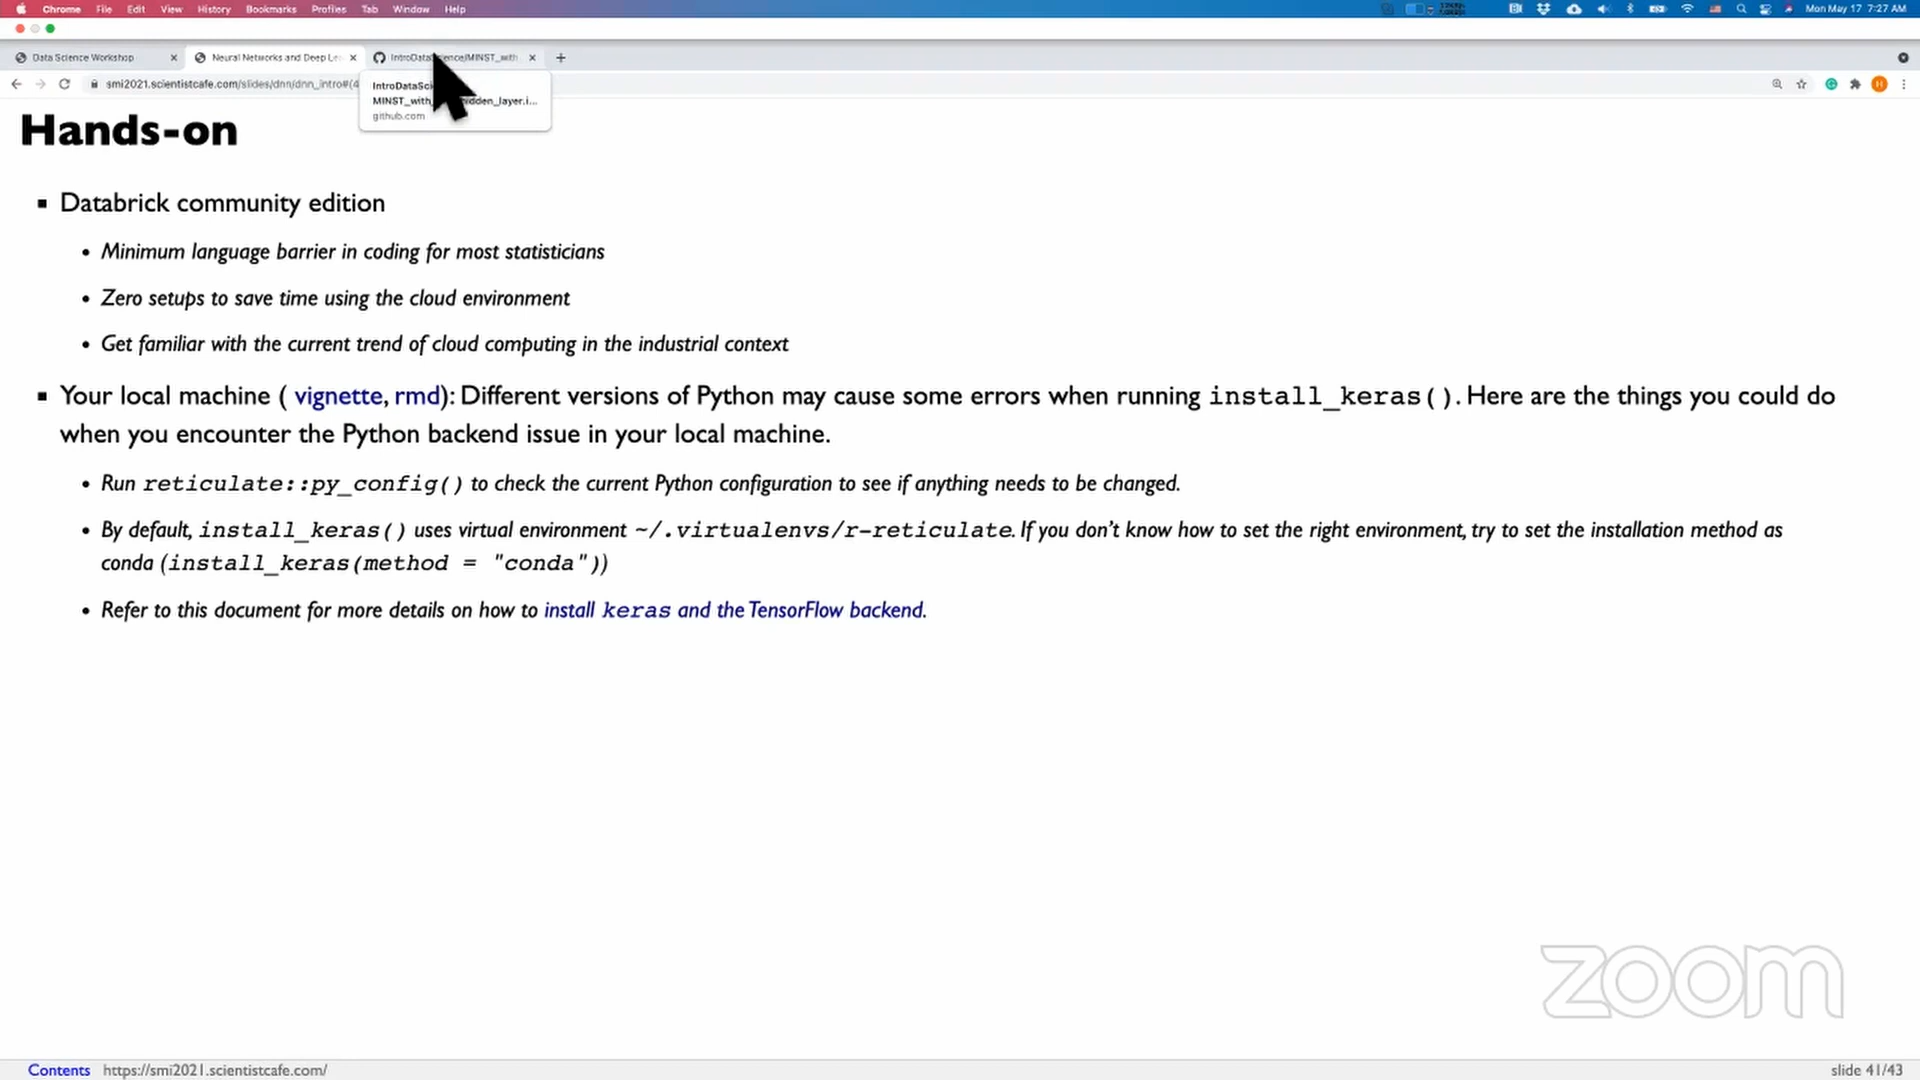 Chrome File Edit View History Bookmarks Profiles Tab Window Help
Mon May 17 7:27 AM
Data Science Workshop
Neural Networks and Deep Le
smi2021.scientistcafe.com/slides/dnn/dnn_intro#(4
github.com
Hands-on
Databrick community edition
Minimum language barrier in coding for most statisticians
Zero setups to save time using the cloud environment
Get familiar with the current trend of cloud computing in the industrial context
Your local machine ( vignette, rmd): Different versions of Python may cause some errors when running install_keras(). Here are the things you could do
when you encounter the Python backend issue in your local machine.
Run reticulate::py_config() to check the current Python configuration to see if anything needs to be changed.
By default, install_keras() uses virtual environment ~/.virtualenvs/r-reticulate. If you don’t know how to set the right environment, try to set the installation method as
conda (install_keras(method = "conda"))
Refer to this document for more details on how to install keras and the TensorFlow backend.
zoom
Contents https://smi2021.scientistcafe.com/
slide 41/43